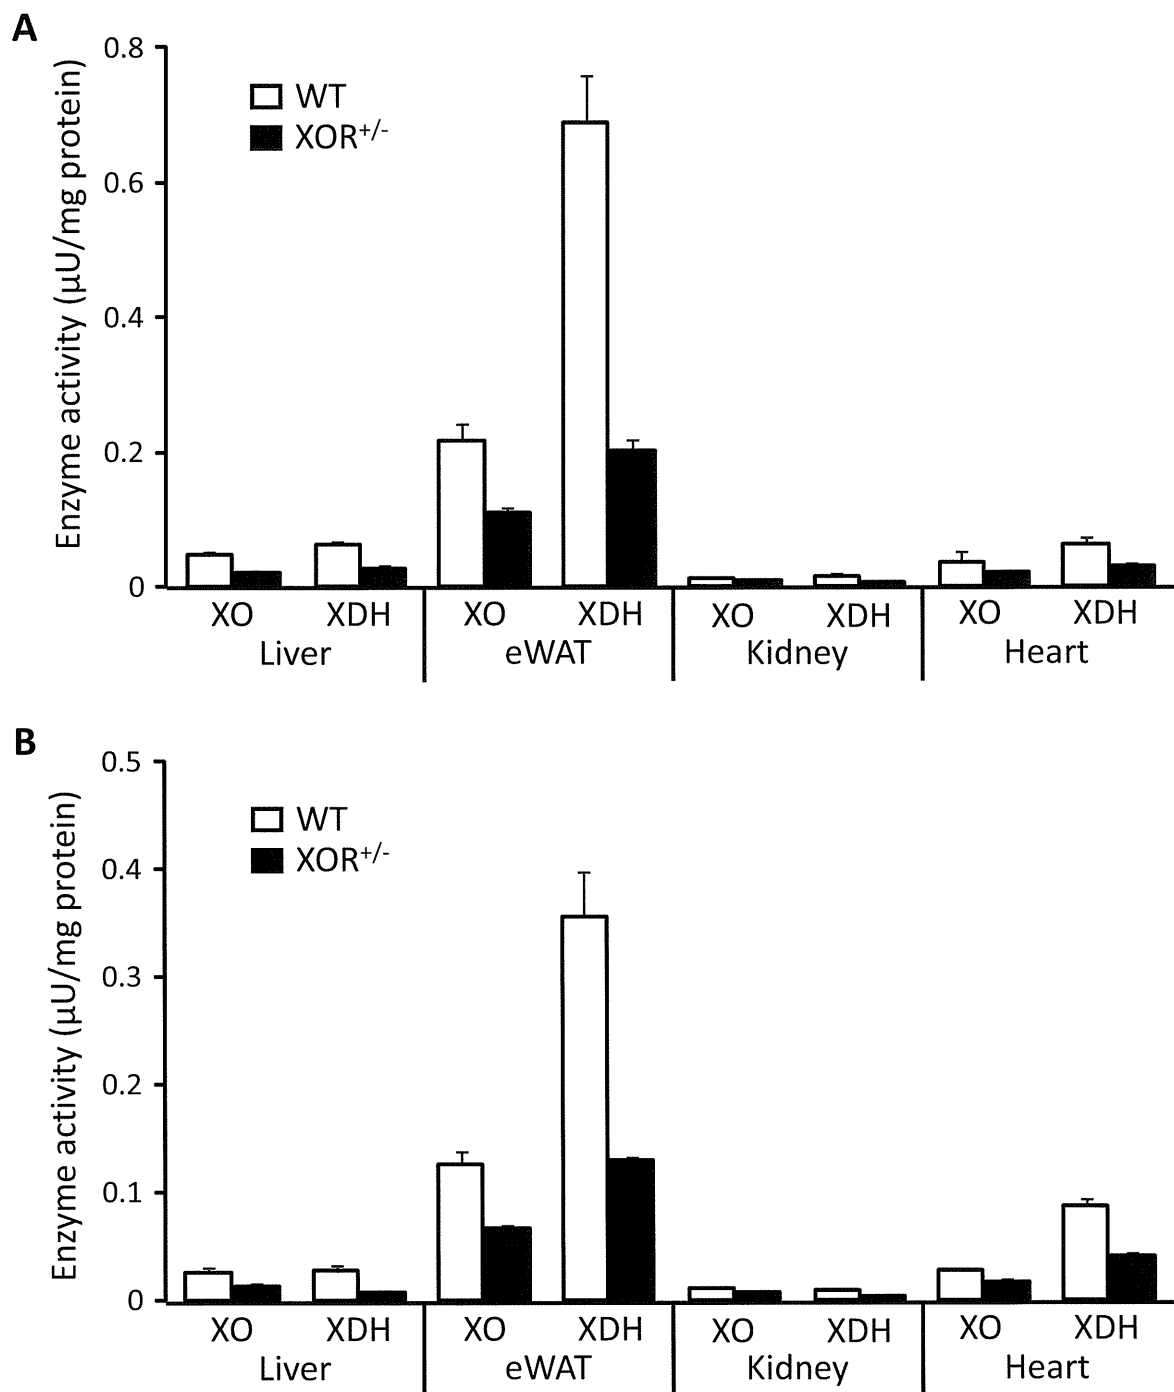 A
0.8
0.6
0.4
0.2
0
Enzyme activity (μU/mg protein)
WT
XOR+/-
XO XDH XO XDH XO XDH XO XDH
Liver eWAT Kidney Heart
B
0.5
0.4
0.3
0.2
0.1
0
Enzyme activity (μU/mg protein)
WT
XOR+/-
XO XDH XO XDH XO XDH XO XDH
Liver eWAT Kidney Heart